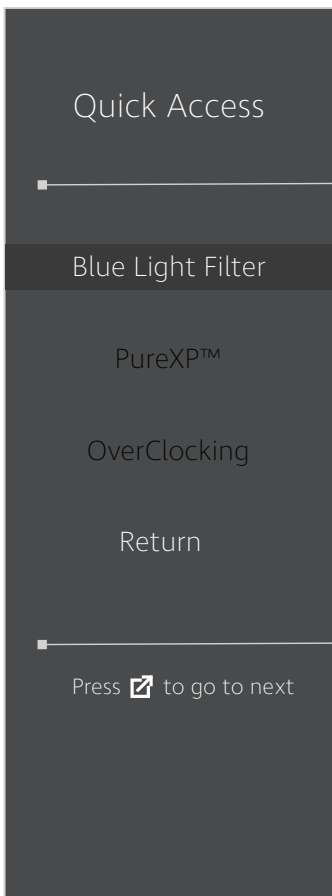 Quick Access
Blue Light Filter
PureXP™
OverClocking
Return
Press to go to next